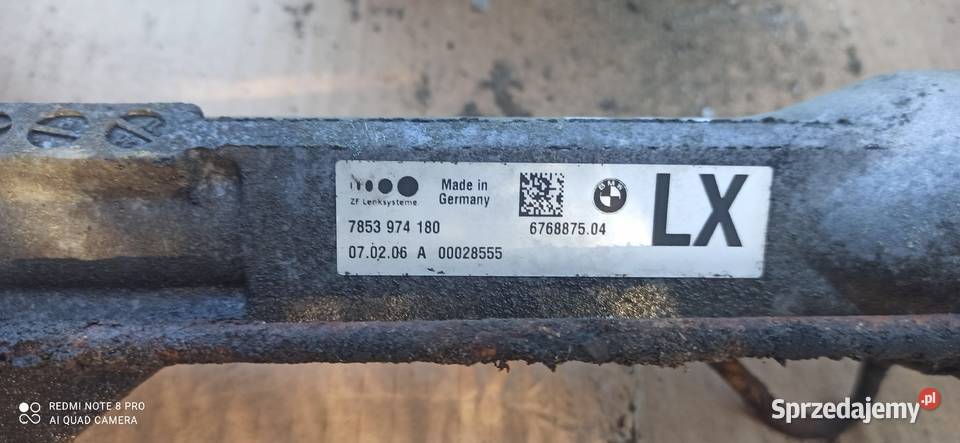 ZF Lenksysteme
Made in
Germany
BMW
LX
7853 974 180
6768875.04
07.02.06 A 00028555
REDMI NOTE 8 PRO
AI QUAD CAMERA
Sprzedajemy.pl